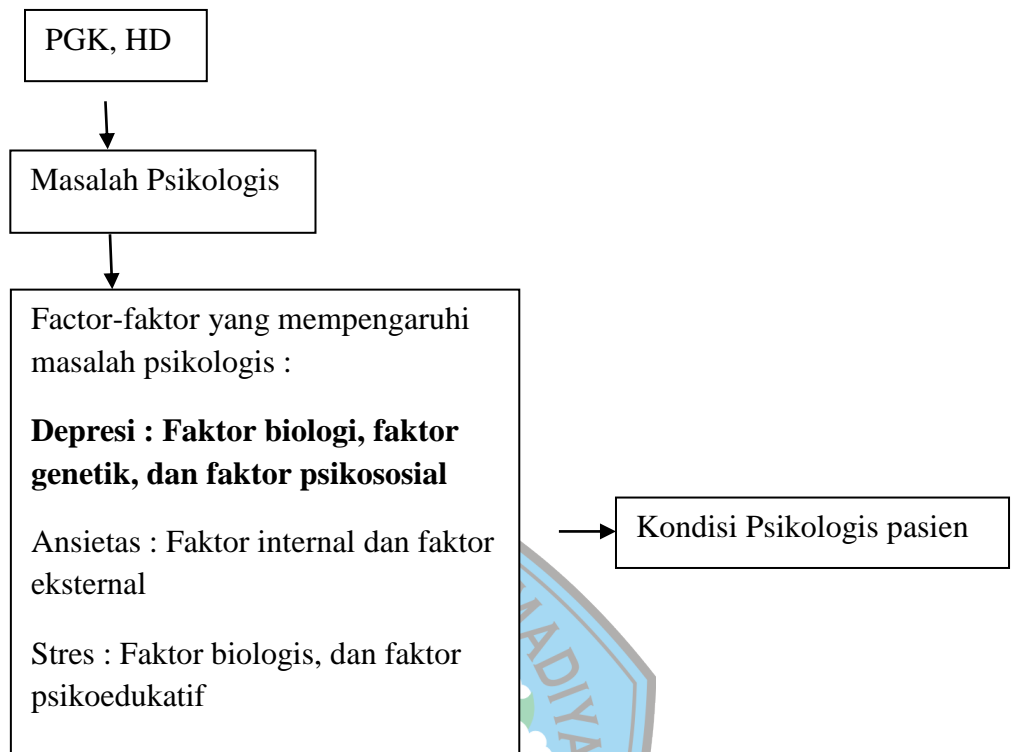 PGK, HD
Masalah Psikologis
Factor-faktor yang mempengaruhi
masalah psikologis :
Depresi : Faktor biologi, faktor
genetik, dan faktor psikososial
Ansietas : Faktor internal dan faktor
eksternal
Stres : Faktor biologis, dan faktor
psikoedukatif
Kondisi Psikologis pasien